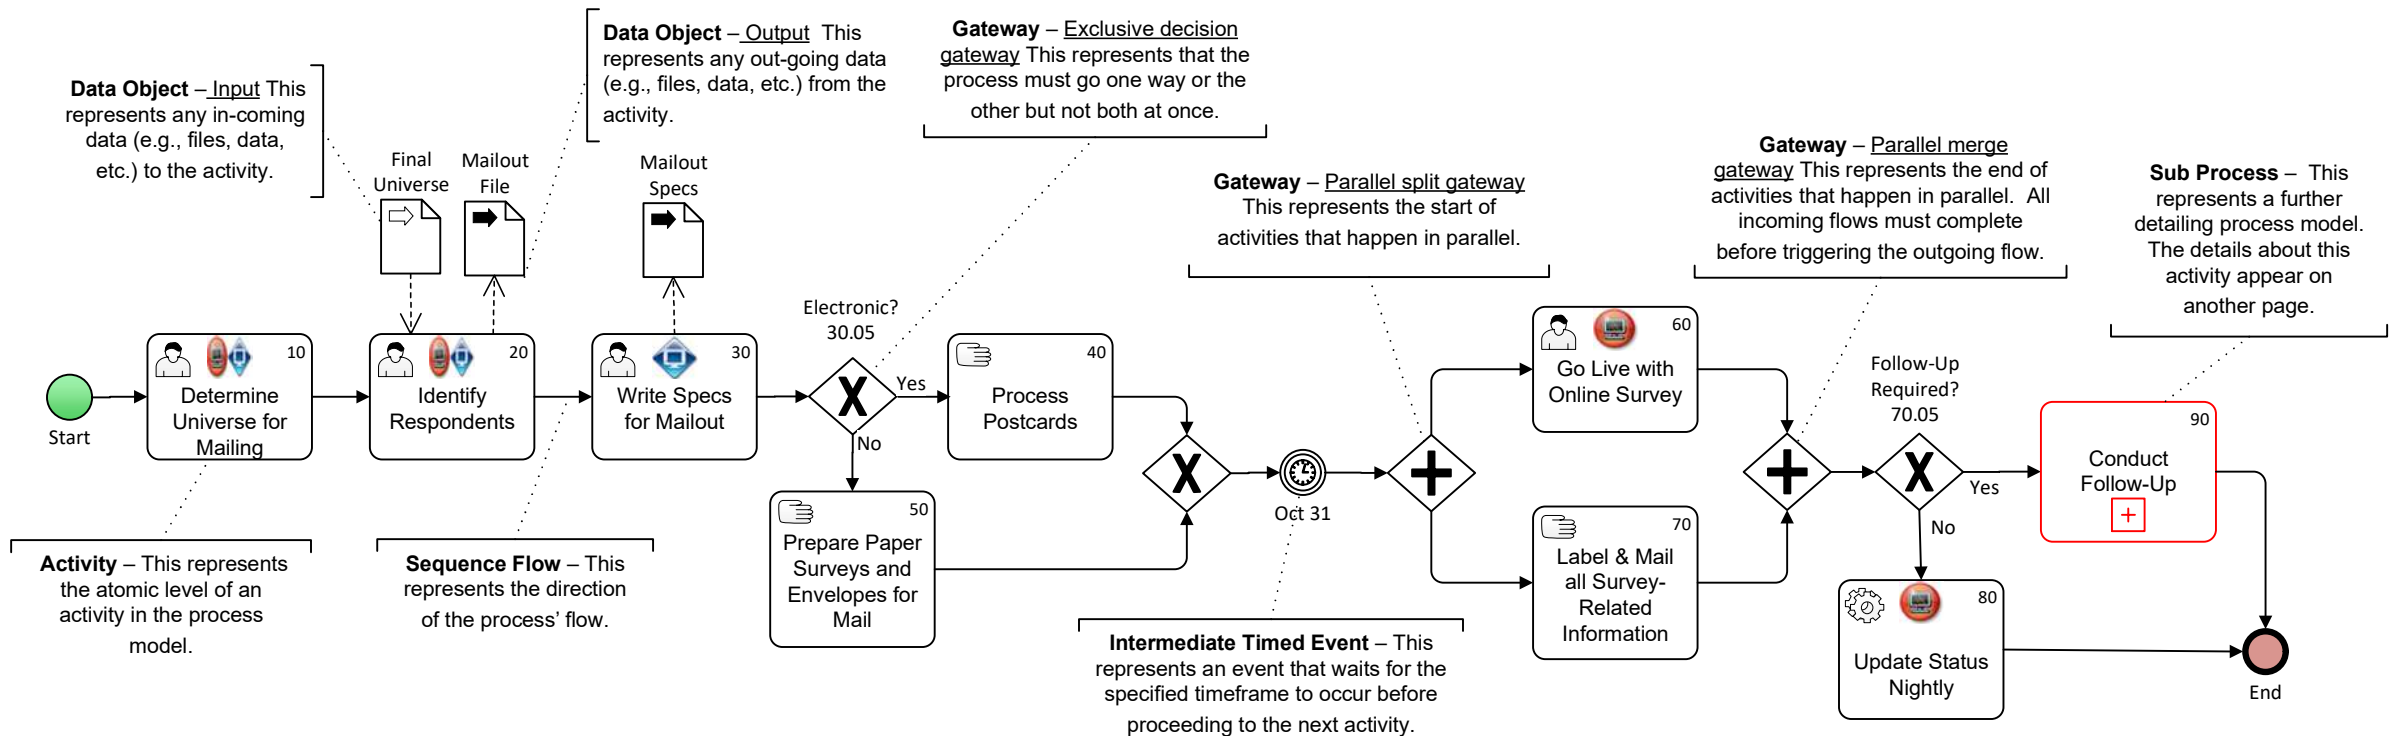 Data Object – Input This
represents any in-coming
data (e.g., files, data,
etc.) to the activity.
Data Object – Output  This
represents any out-going data
(e.g., files, data, etc.) from the
activity.
Gateway – Exclusive decision
gateway This represents that the
process must go one way or the
other but not both at once.
Gateway – Parallel split gateway
This represents the start of
activities that happen in parallel.
Gateway – Parallel merge
gateway This represents the end of
activities that happen in parallel.  All
incoming flows must complete
before triggering the outgoing flow.
Sub Process –  This
represents a further
detailing process model.
The details about this
activity appear on
another page.
Final
Universe
Mailout
File
Mailout
Specs
Start
10
Determine
Universe for
Mailing
20
Identify
Respondents
30
Write Specs
for Mailout
Electronic?
30.05
Yes
No
40
Process
Postcards
50
Prepare Paper
Surveys and
Envelopes for
Mail
Oct 31
60
Go Live with
Online Survey
70
Label & Mail
all Survey-
Related
Information
Follow-Up
Required?
70.05
Yes
No
80
Update Status
Nightly
90
Conduct
Follow-Up
End
Activity – This represents
the atomic level of an
activity in the process
model.
Sequence Flow – This
represents the direction
of the process’ flow.
Intermediate Timed Event – This
represents an event that waits for the
specified timeframe to occur before
proceeding to the next activity.